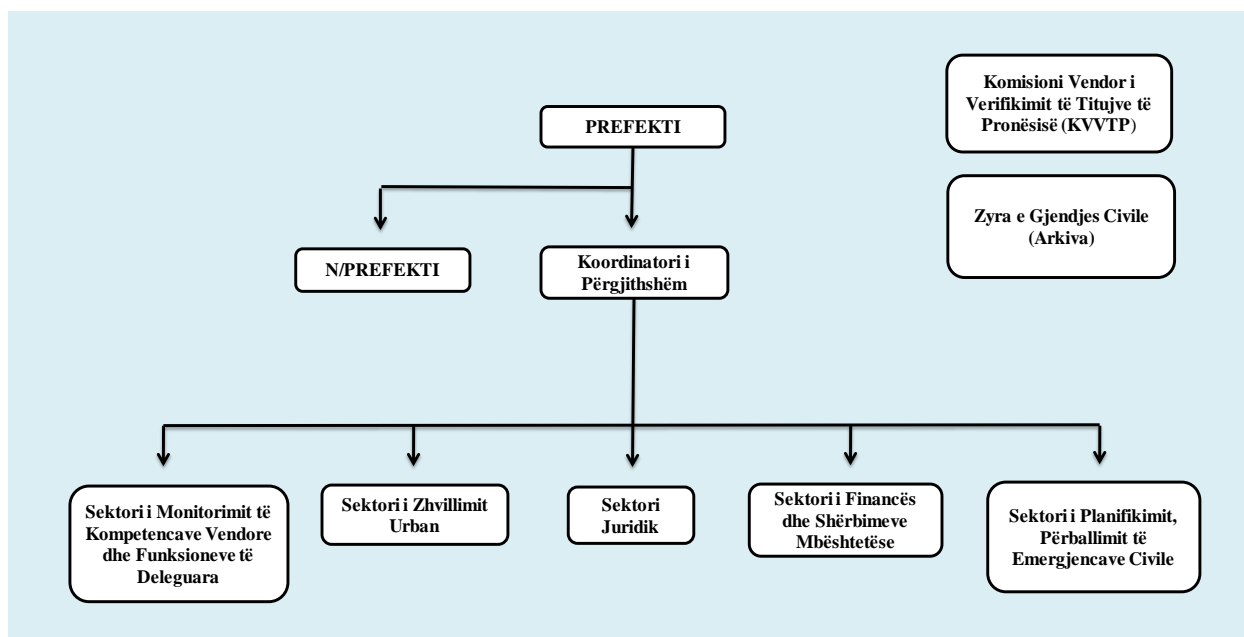 Komisioni Vendor i
Verifikimit të Titujve të
Pronësisë (KVVTP)
PREFEKTI
Zyra e Gjendjes Civile
(Arkiva)
N/PREFEKTI
Koordinatori i
Përgjithshëm
Sektori i Monitorimit të
Kompetencave Vendore
dhe Funksioneve të
Deleguara
Sektori i Zhvillimit
Urban
Sektori
Juridik
Sektori i Financës
dhe Shërbimeve
Mbështetëse
Sektori i Planifikimit,
Përballimit të
Emergjencave Civile